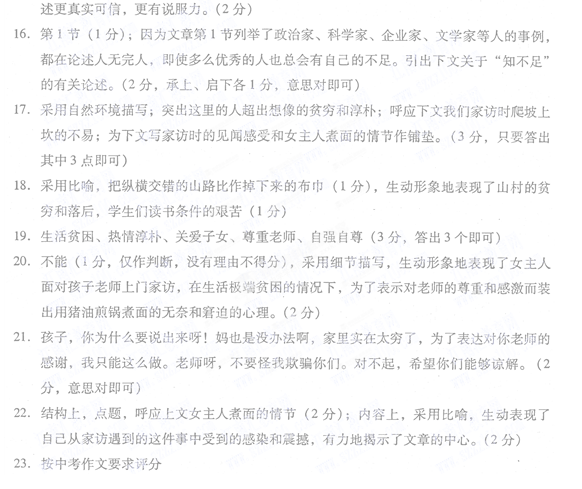 述更真实可信，更有说服力。（2 分）
16. 第 1 节（1 分）；因为文章第 1 节列举了政治家、科学家、企业家、文学家等人的事例，
都在论述人无完人，即使多么优秀的人也总会有自己的不足。引出下文关于“知不足”
的有关论述。（2 分，承上、启下各 1 分，意思对即可）
17. 采用自然环境描写；突出这里的人超出想像的贫穷和淳朴；呼应下文我们家访时爬坡上
坎的不易；为下文写家访时的见闻感受和女主人煮面的情节作铺垫。（3 分，只要答出
其中 3 点即可）
18. 采用比喻，把纵横交错的山路比作掉下来的布巾（1 分），生动形象地表现了山村的贫
穷和落后，学生们读书条件的艰苦（1 分）
19. 生活贫困、热情淳朴、关爱子女、尊重老师、自强自尊（3 分，答出 3 个即可）
20. 不能（1 分，仅作判断，没有理由不得分），采用细节描写，生动形象地表现了女主人
面对孩子老师上门家访，在生活极端贫困的情况下，为了表示对老师的尊重和感激而装
出用猪油煎锅煮面的无奈和窘迫的心理。（2 分）
21. 孩子，你为什么要说出来呀！妈也是没办法啊，家里实在太穷了，为了表达对你老师的
感谢，我只能这么做。老师呀，不要怪我欺骗你们。对不起，希望你们能够谅解。（2
分，意思对即可）
22. 结构上，点题，呼应上文女主人煮面的情节（2 分）；内容上，采用比喻，生动表现了
自己从家访遇到的这件事中受到的感染和震撼，有力地揭示了文章的中心。（2 分）
23. 按中考作文要求评分